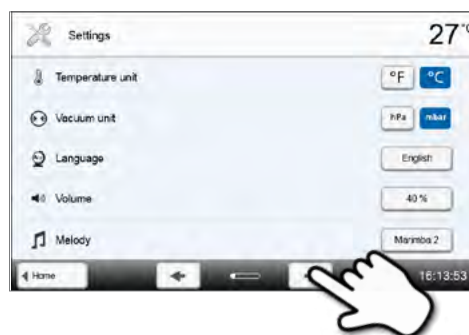 Settings
27°C
Temperature unit
°F °C
Vacuum unit
hPa mbar
Language
English
Volume
40 %
Melody
Marimba 2
Home
16:13:53